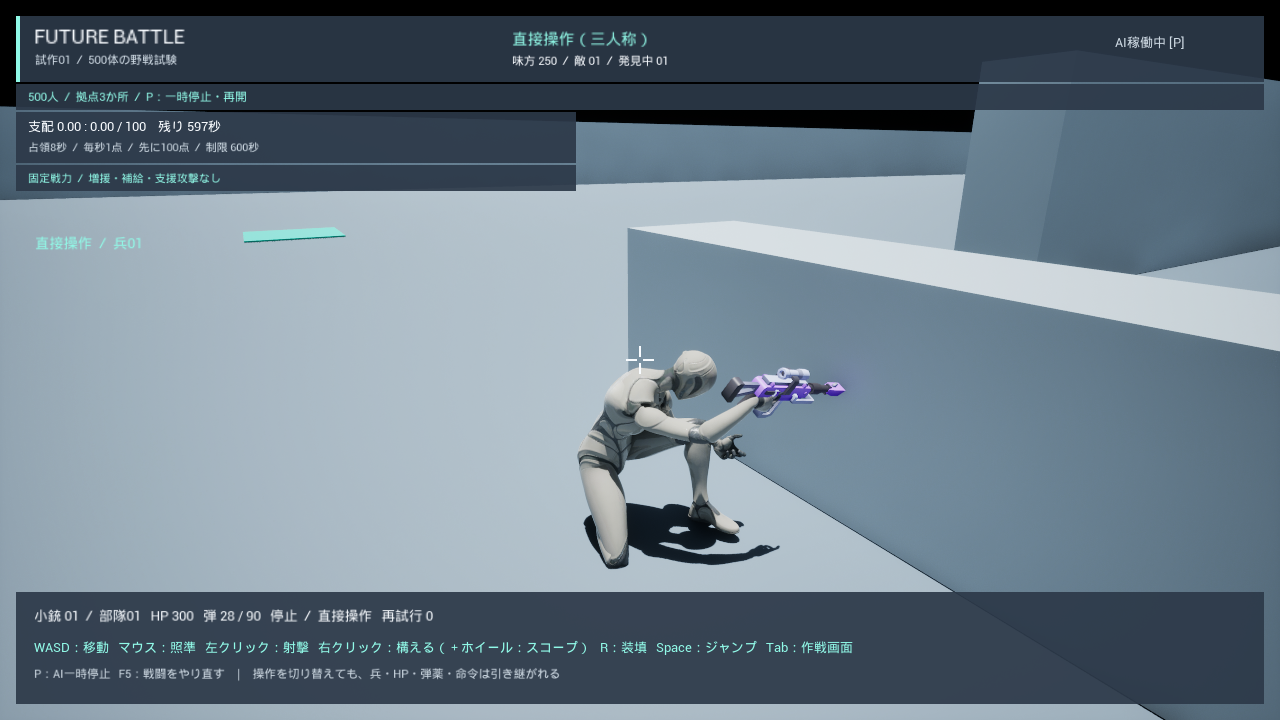 FUTURE BATTLE
試作01 / 500体の野戦試験
直接操作 ( 三人称 )
味方 250 / 敵 01 / 発見中 01
AI稼働中 [P]
500人 / 拠点3か所 / P : 一時停止・再開
支配 0.00 : 0.00 / 100 残り 597秒
占領8秒 / 毎秒1点 / 先に100点 / 制限 600秒
固定戦力 / 増援・補給・支援攻撃なし
直接操作 / 兵01
小銃 01 / 部隊01 HP 300 弾 28 / 90 停止 / 直接操作 再試行 0
WASD : 移動 マウス : 照準 左クリック : 射撃 右クリック : 構える ( + ホイール : スコープ ) R : 装填 Space : ジャンプ Tab : 作戦画面
P : AI一時停止 F5 : 戦闘をやり直す | 操作を切り替えても、兵・HP・弾薬・命令は引き継がれる